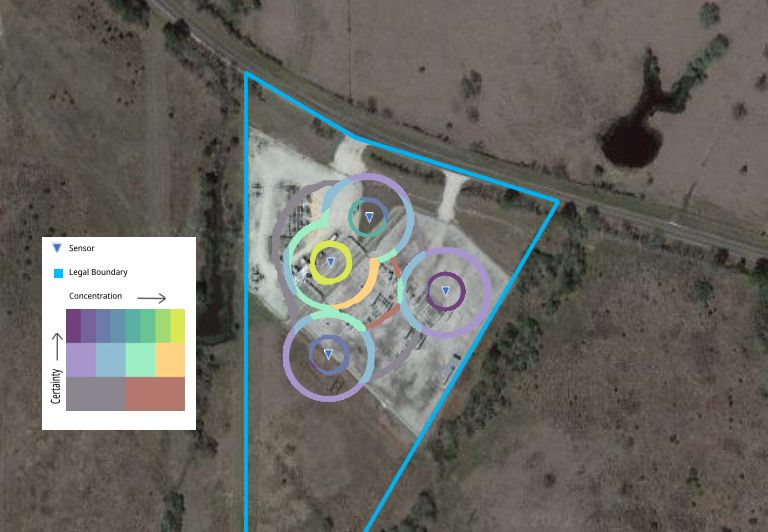 Sensor
Legal Boundary
Concentration
Certainty